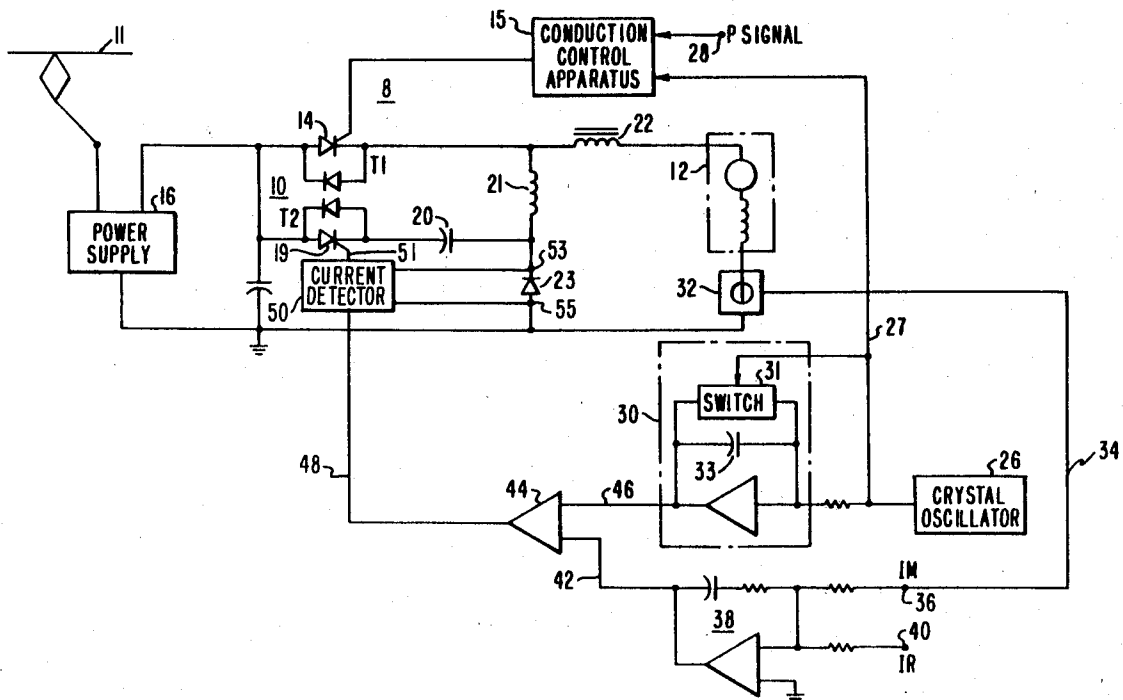 11
15
CONDUCTION
CONTROL
APPARATUS
P SIGNAL
28
8
14
T1
22
12
10
21
16
POWER
SUPPLY
T2
20
19
51
53
CURRENT
DETECTOR
50
23
55
32
27
31
SWITCH
30
33
34
26
CRYSTAL
OSCILLATOR
48
44
46
42
IM
36
38
40
IR